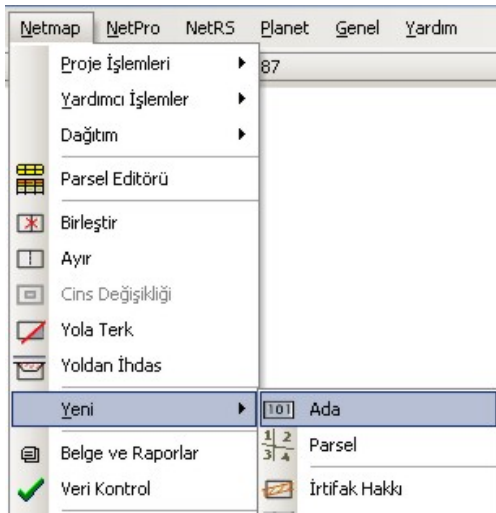 Netmap NetPro NetRS Planet Genel Yardım
Proje İşlemleri 87
Yardımcı İşlemler
Dağıtım
Parsel Editörü
Birleştir
Ayır
Cins Değişikliği
Yola Terk
Yoldan İhdas
Yeni 101 Ada
1 2
3 4 Parsel
Belge ve Raporlar
Veri Kontrol İrtifak Hakkı